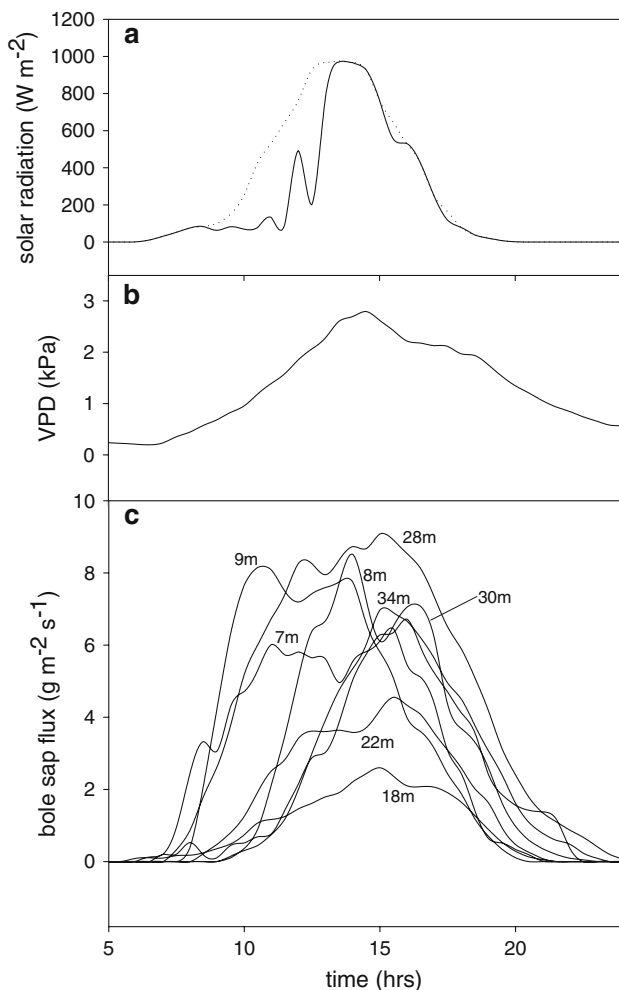 a
1200
1000
800
600
400
200
0
solar radiation (W m-2)
b
3
2
1
0
VPD (kPa)
c
10
8
6
4
2
0
bole sap flux (g m-2 s-1)
28m
9m
8m
34m
30m
7m
22m
18m
5
10
15
20
time (hrs)